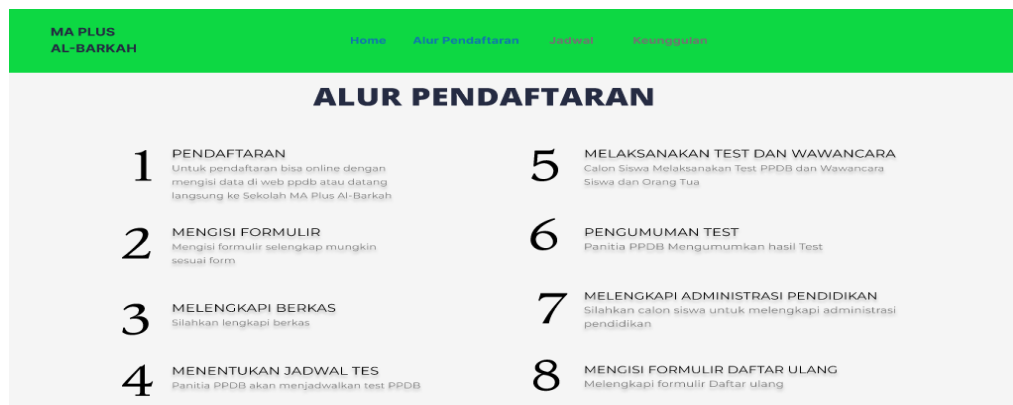 MA PLUS
AL-BARKAH
Home Alur Pendaftaran Jadwal Keunggulan
ALUR PENDAFTARAN
1 PENDAFTARAN
Untuk pendaftaran bisa online dengan
mengisi data di web ppdb atau datang
langsung ke Sekolah MA Plus Al-Barkah
2 MENGISI FORMULIR
Mengisi formulir selengkap mungkin
sesuai form
3 MELENGKAPI BERKAS
Silahkan lengkapi berkas
4 MENENTUKAN JADWAL TES
Panitia PPDB akan menjadwalkan test PPDB
5 MELAKSANAKAN TEST DAN WAWANCARA
Calon Siswa Melaksanakan Test PPDB dan Wawancara
Siswa dan Orang Tua
6 PENGUMUMAN TEST
Panitia PPDB Mengumumkan hasil Test
7 MELENGKAPI ADMINISTRASI PENDIDIKAN
Silahkan calon siswa untuk melengkapi administrasi
pendidikan
8 MENGISI FORMULIR DAFTAR ULANG
Melengkapi formulir Daftar ulang